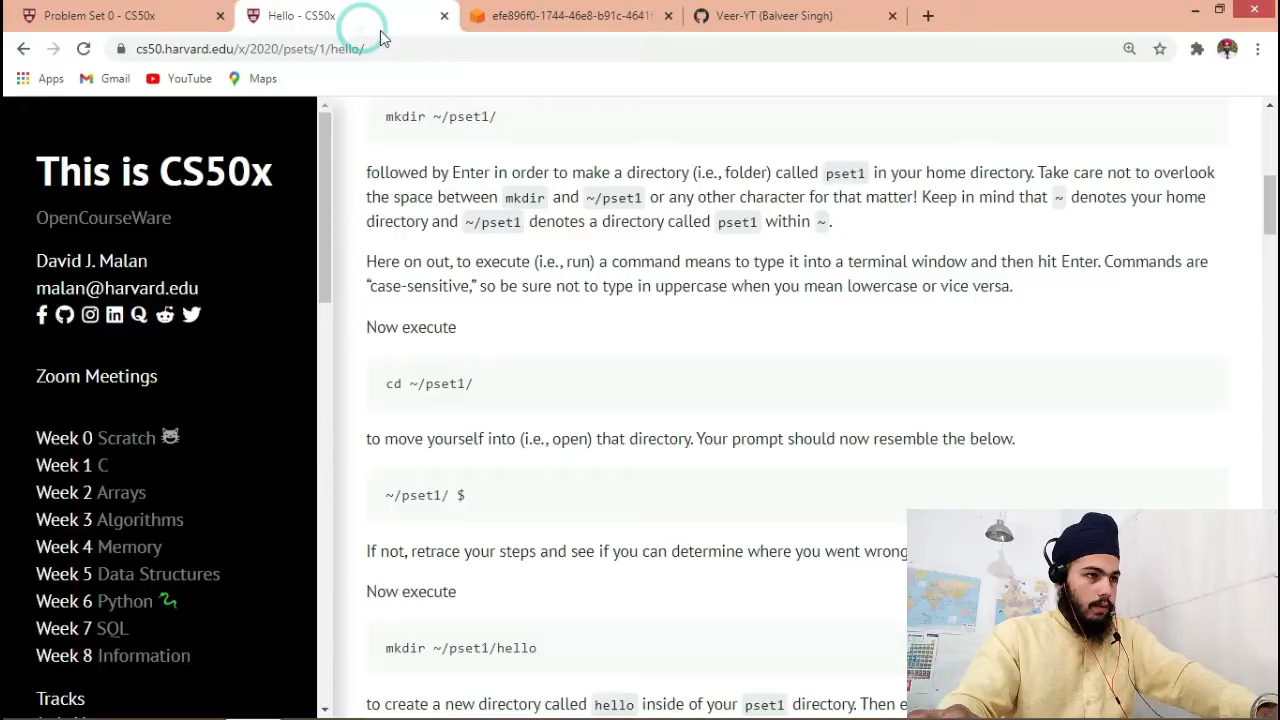 Problem Set 0 - CS50x
Hello - CS50x
efe896f0-1744-46e8-b91c-4641f
Veer-YT (Balveer Singh)
cs50.harvard.edu/x/2020/psets/1/hello/
Apps
Gmail
YouTube
Maps
This is CS50x
OpenCourseWare
David J. Malan
malan@harvard.edu
Zoom Meetings
Week 0 Scratch
Week 1 C
Week 2 Arrays
Week 3 Algorithms
Week 4 Memory
Week 5 Data Structures
Week 6 Python
Week 7 SQL
Week 8 Information
Tracks
mkdir ~/pset1/
followed by Enter in order to make a directory (i.e., folder) called pset1 in your home directory. Take care not to overlook
the space between mkdir and ~/pset1 or any other character for that matter! Keep in mind that ~ denotes your home
directory and ~/pset1 denotes a directory called pset1 within ~.
Here on out, to execute (i.e., run) a command means to type it into a terminal window and then hit Enter. Commands are
“case-sensitive,” so be sure not to type in uppercase when you mean lowercase or vice versa.
Now execute
cd ~/pset1/
to move yourself into (i.e., open) that directory. Your prompt should now resemble the below.
~/pset1/ $
If not, retrace your steps and see if you can determine where you went wrong
Now execute
mkdir ~/pset1/hello
to create a new directory called hello inside of your pset1 directory. Then e